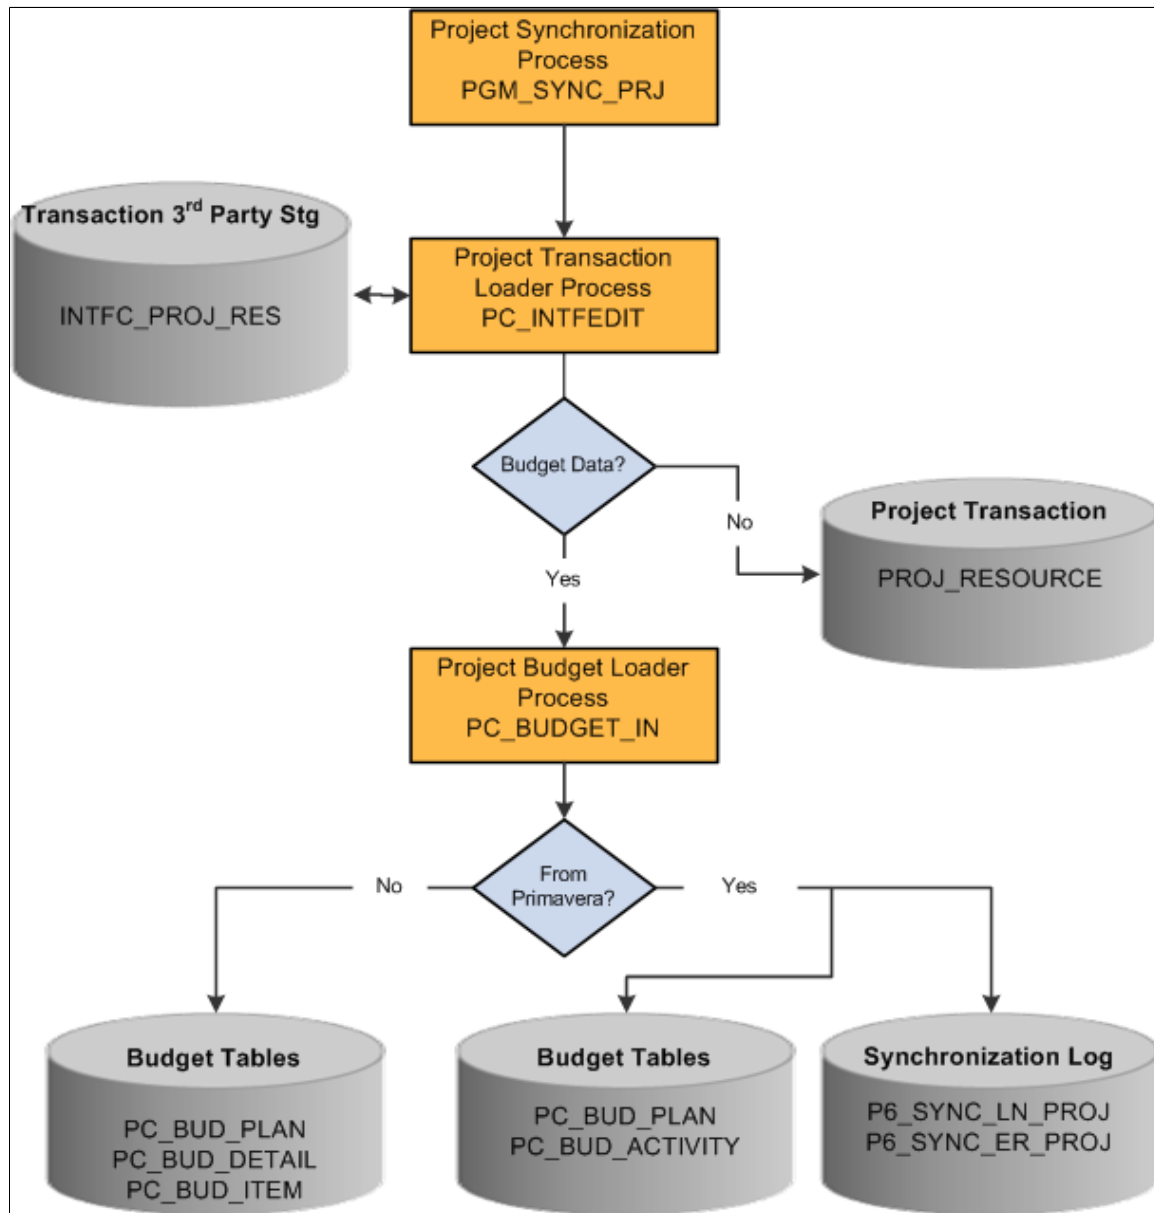 Project Synchronization
Process
PGM_SYNC_PRJ
Transaction 3rd Party Stg
INTFC_PROJ_RES
Project Transaction
Loader Process
PC_INTFEDIT
Budget Data?
No
Project Transaction
PROJ_RESOURCE
Yes
Project Budget Loader
Process
PC_BUDGET_IN
From
Primavera?
No
Yes
Budget Tables
PC_BUD_PLAN
PC_BUD_DETAIL
PC_BUD_ITEM
Budget Tables
PC_BUD_PLAN
PC_BUD_ACTIVITY
Synchronization Log
P6_SYNC_LN_PROJ
P6_SYNC_ER_PROJ